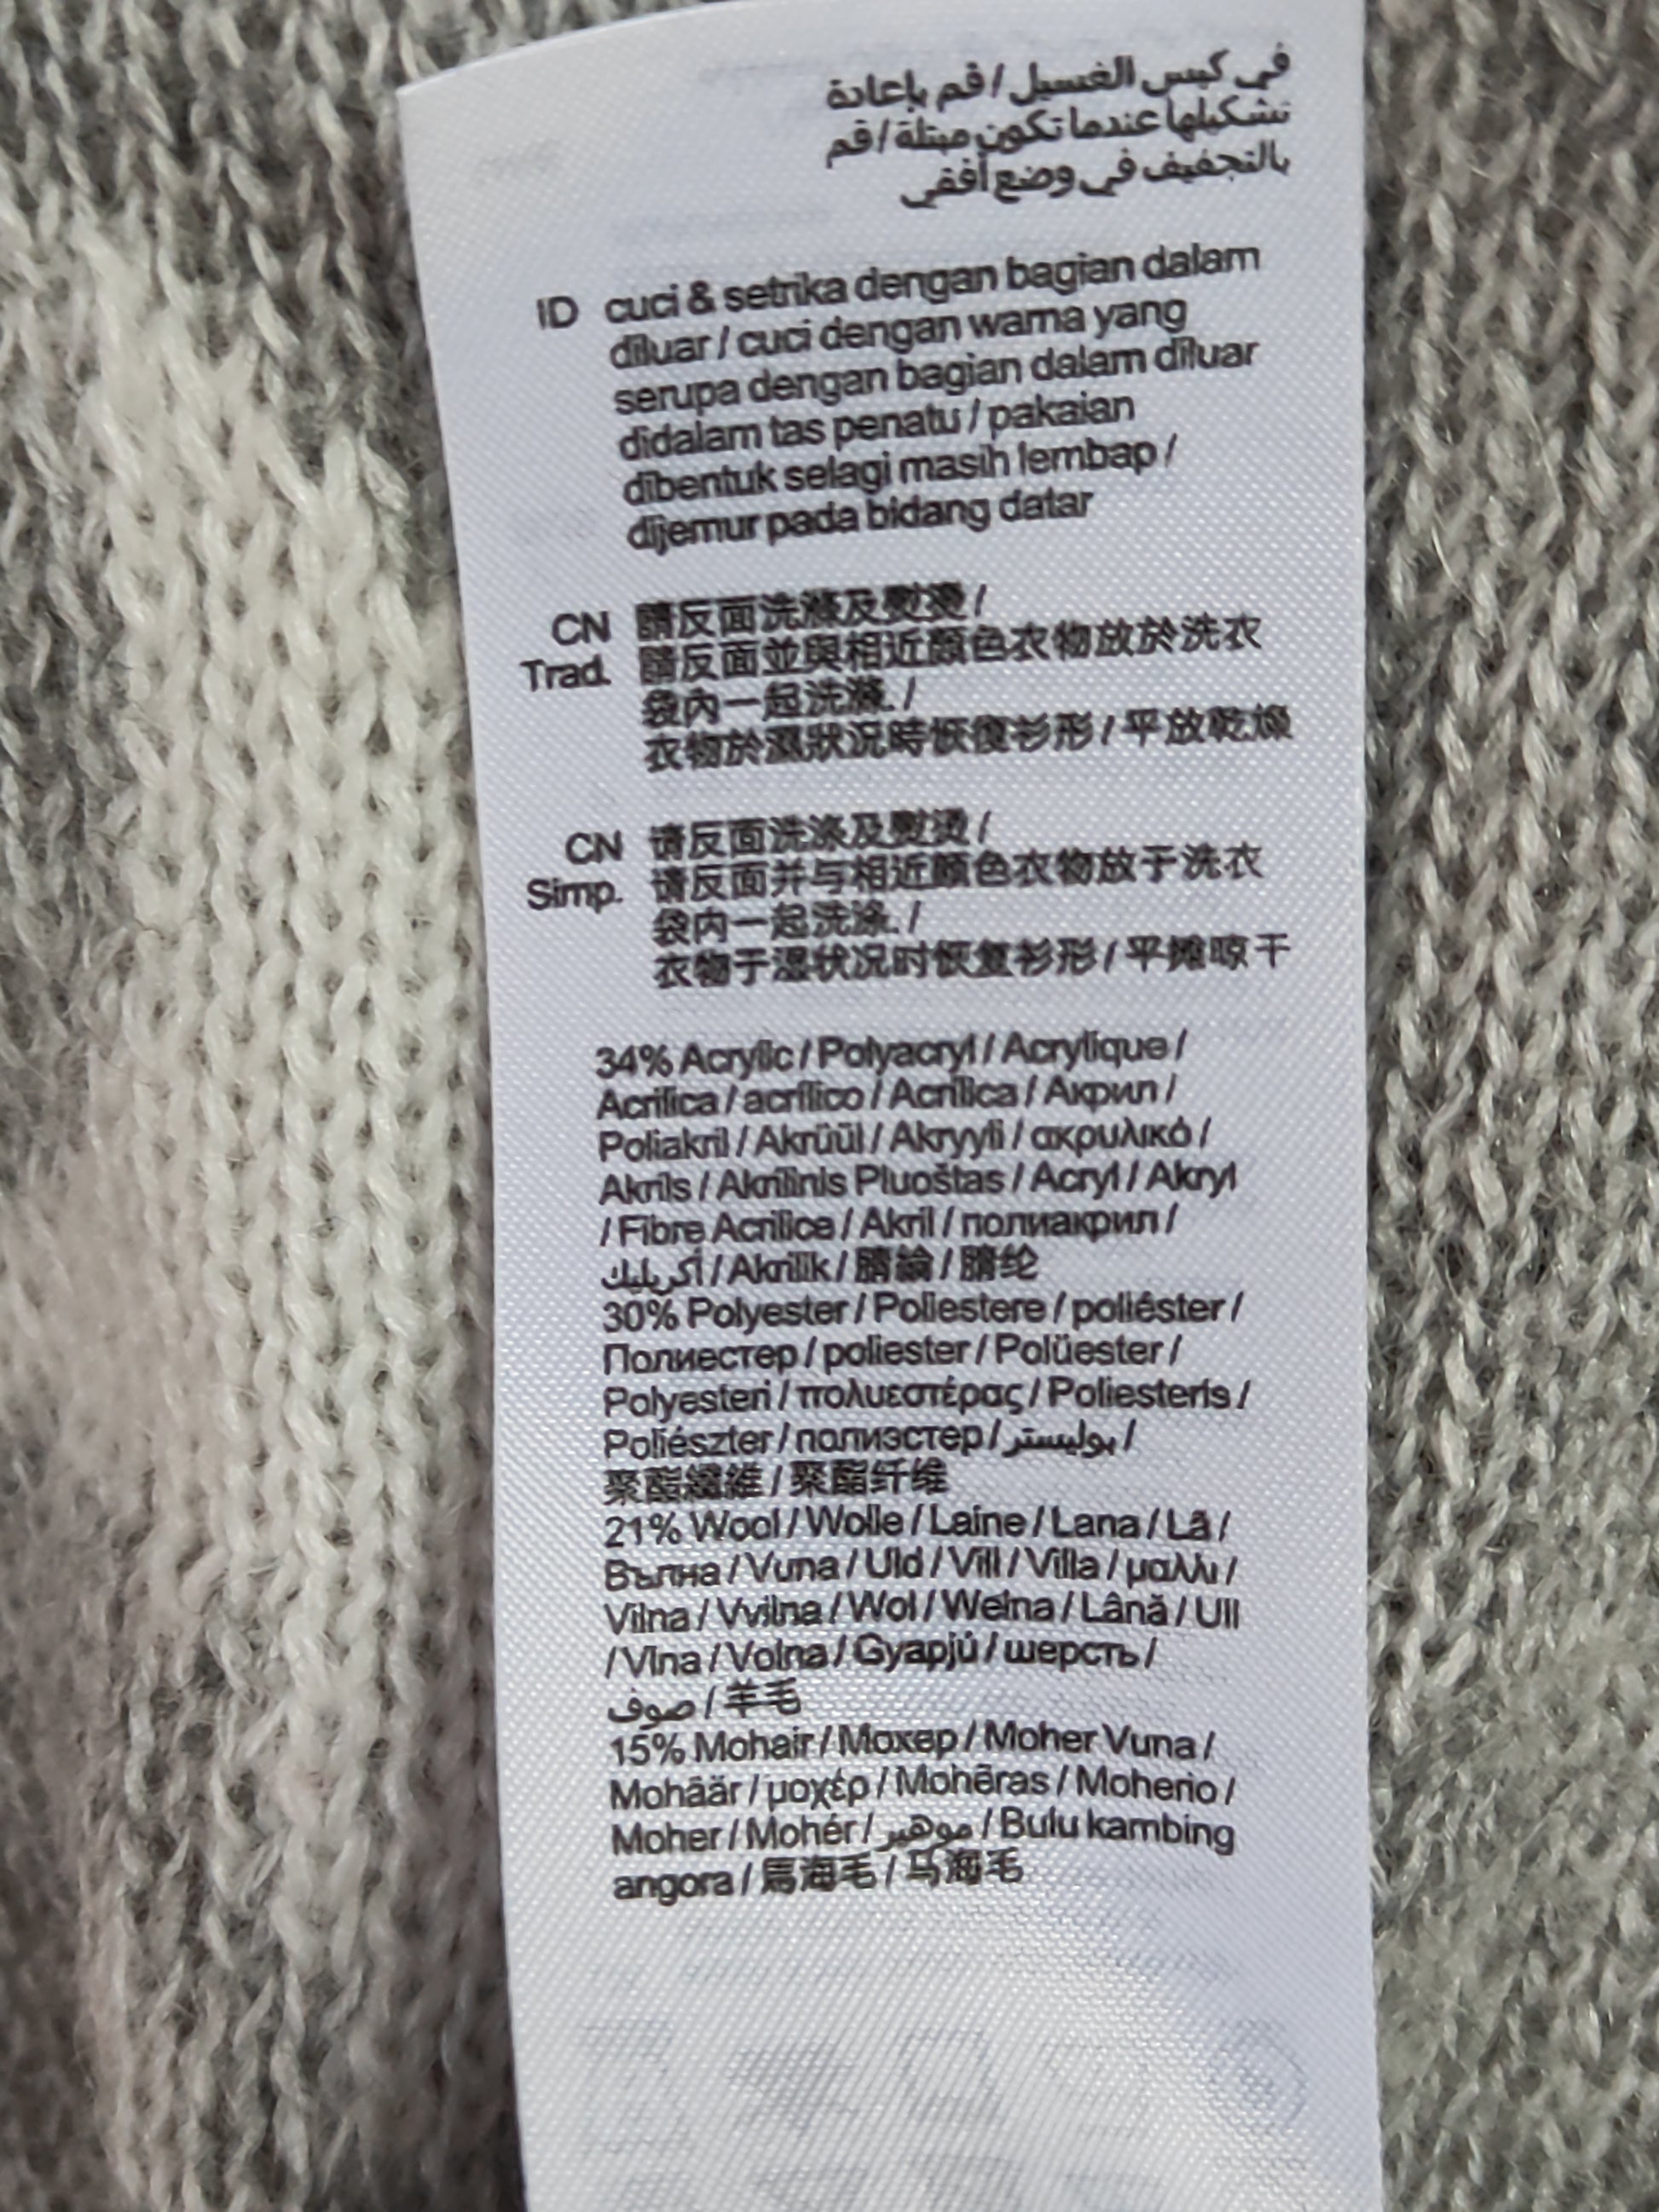 في كيس الغسيل / قم بإعادة
تشكيلها عندما تكون مبتلة / قم
بالتجفيف في وضع أفقي
ID cuci & setrika dengan bagian dalam
diluar / cuci dengan warna yang
serupa dengan bagian dalam diluar
didalam tas penatu / pakaian
dibentuk selagi masih lembap /
dijemur pada bidang datar
CN 請反面洗滌及熨燙 /
Trad. 請反面並與相近顏色衣物放於洗衣
袋內一起洗滌. /
衣物於濕狀況時恢復衫形 / 平放乾燥
CN 请反面洗涤及熨烫 /
Simp. 请反面并与相近颜色衣物放于洗衣
袋内一起洗涤. /
衣物于湿状况时恢复衫形 / 平摊晾干
34% Acrylic / Polyacryl / Acrylique /
Acrilica / acrílico / Acrílica / Акрил /
Poliakril / Akrüül / Akryyli / ακρυλικό /
Akrils / Akrilinis Pluoštas / Acryl / Akryl
/ Fibre Acrilice / Akril / полиакрил /
أكريليك / Akrilik / 腈綸 / 腈纶
30% Polyester / Poliestere / poliéster /
Полиестер / poliester / Polüester /
Polyesteri / πολυεστέρας / Poliesteris /
Poliészter / полиэстер / بوليستر /
聚酯纖維 / 聚酯纤维
21% Wool / Wolle / Laine / Lana / Lã /
Вълна / Vuna / Uld / Vill / Villa / μαλλι /
Vilna / Vvilna / Wol / Wełna / Lână / Ull
/ Vlna / Volna / Gyapjú / шерсть /
صوف / 羊毛
15% Mohair / Мохер / Moher Vuna /
Mohäär / μοχέρ / Mohēras / Moherio /
Moher / Mohér / موهير / Bulu kambing
angora / 馬海毛 / 马海毛